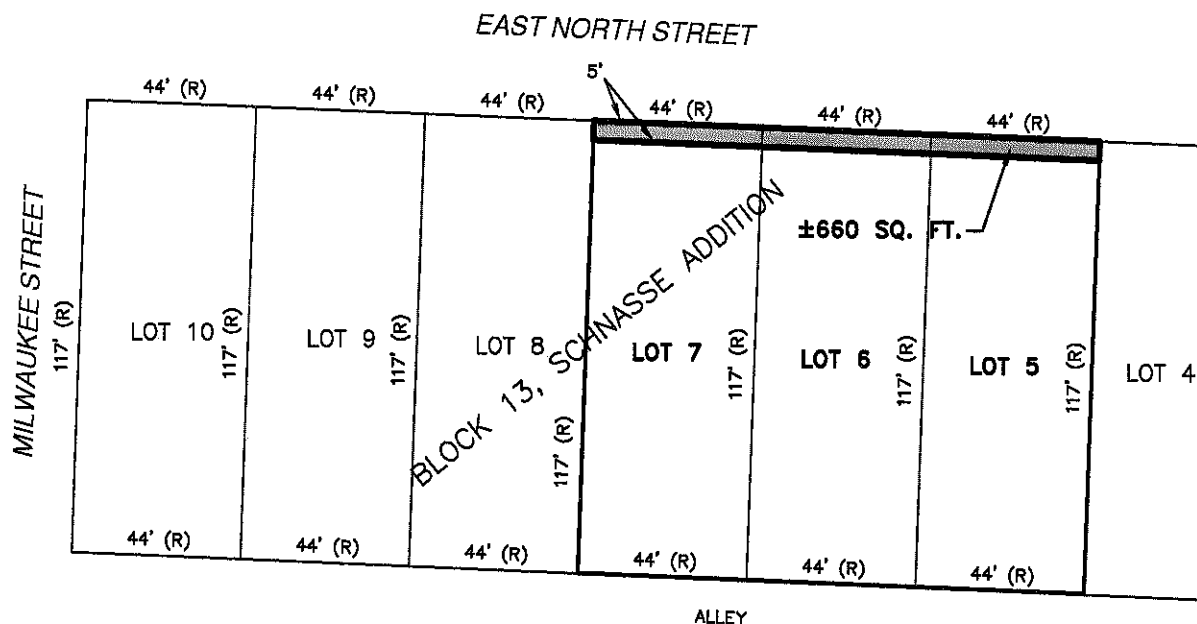 EAST NORTH STREET
5'
44' (R)
44' (R)
44' (R)
44' (R)
44' (R)
44' (R)
±660 SQ. FT.
MILWAUKEE STREET
117' (R)
LOT 10
117' (R)
LOT 9
117' (R)
LOT 8
117' (R)
LOT 7
117' (R)
LOT 6
117' (R)
LOT 5
117' (R)
LOT 4
BLOCK 13, SCHNASSE ADDITION
44' (R)
44' (R)
44' (R)
44' (R)
44' (R)
44' (R)
ALLEY